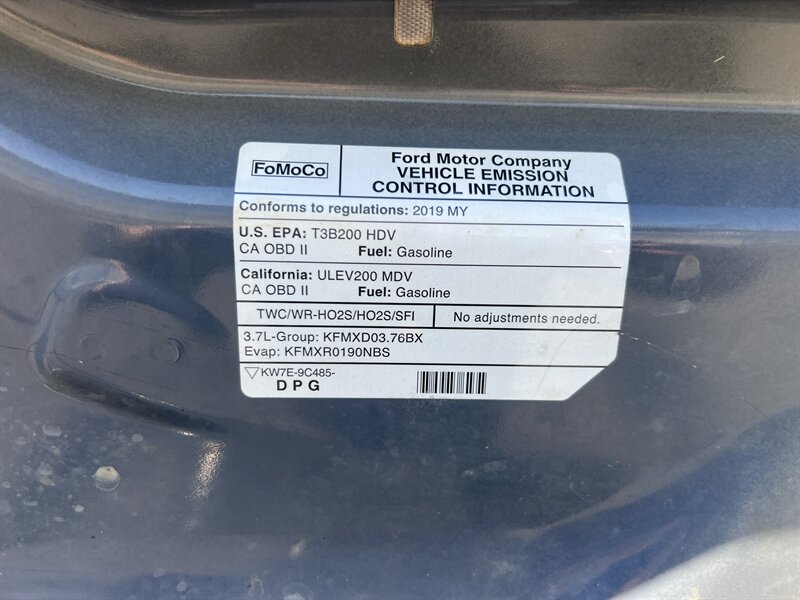 FoMoCo
Ford Motor Company
VEHICLE EMISSION
CONTROL INFORMATION
Conforms to regulations: 2019 MY
U.S. EPA: T3B200 HDV
CA OBD II Fuel: Gasoline
California: ULEV200 MDV
CA OBD II Fuel: Gasoline
TWC/WR-HO2S/HO2S/SFI No adjustments needed.
3.7L-Group: KFMXD03.76BX
Evap: KFMXR0190NBS
KW7E-9C485-
D P G